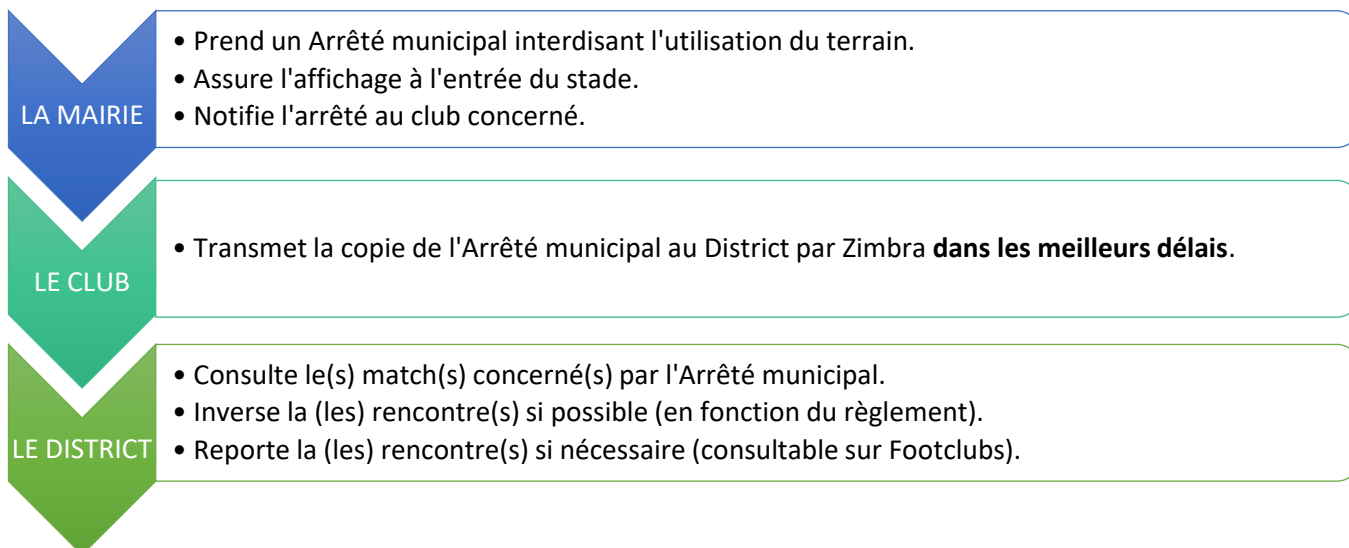 LA MAIRIE
• Prend un Arrêté municipal interdisant l'utilisation du terrain.
• Assure l'affichage à l'entrée du stade.
• Notifie l'arrêté au club concerné.
LE CLUB
• Transmet la copie de l'Arrêté municipal au District par Zimbra dans les meilleurs délais.
LE DISTRICT
• Consulte le(s) match(s) concerné(s) par l'Arrêté municipal.
• Inverse la (les) rencontre(s) si possible (en fonction du règlement).
• Reporte la (les) rencontre(s) si nécessaire (consultable sur Footclubs).